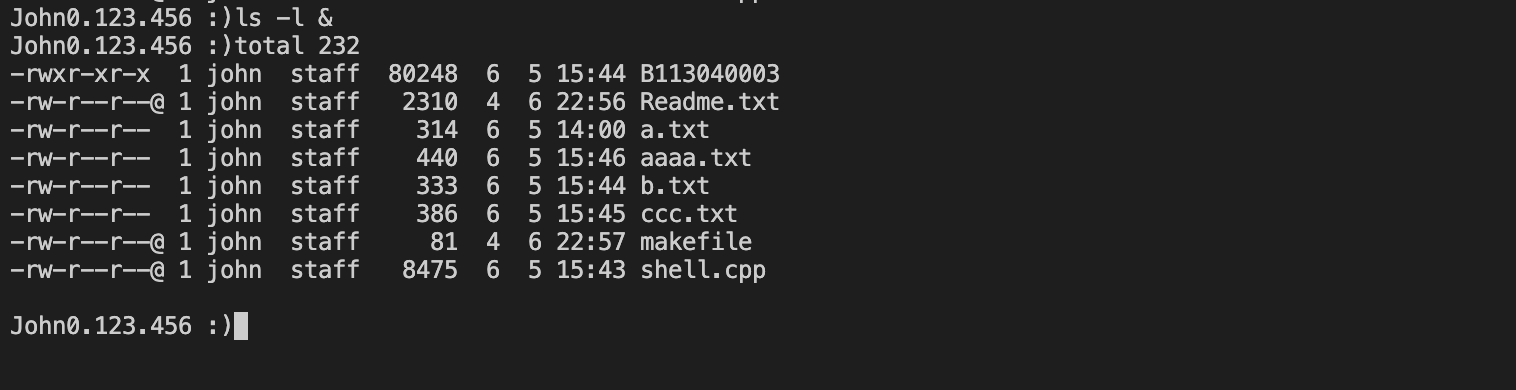 John0.123.456 :)ls -l &
John0.123.456 :)total 232
-rwxr-xr-x  1 john  staff  80248  6  5 15:44 B113040003
-rw-r--r--@ 1 john  staff   2310  4  6 22:56 Readme.txt
-rw-r--r--  1 john  staff    314  6  5 14:00 a.txt
-rw-r--r--  1 john  staff    440  6  5 15:46 aaaa.txt
-rw-r--r--  1 john  staff    333  6  5 15:44 b.txt
-rw-r--r--  1 john  staff    386  6  5 15:45 ccc.txt
-rw-r--r--@ 1 john  staff     81  4  6 22:57 makefile
-rw-r--r--@ 1 john  staff   8475  6  5 15:43 shell.cpp
John0.123.456 :)